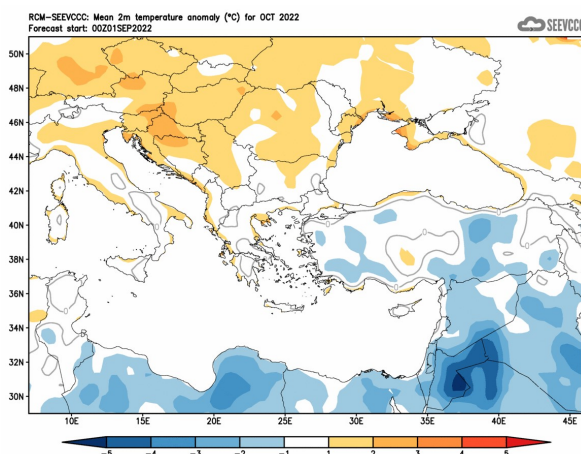 RCM-SEEVCCC: Mean 2m temperature anomaly (°C) for OCT 2022
Forecast start: 00Z01SEP2022
SEEVCCC
50N
48N
46N
44N
42N
40N
38N
36N
34N
32N
30N
10E 15E 20E 25E 30E 35E 40E 45E
-5 -4 -3 -2 -1 1 2 3 4 5